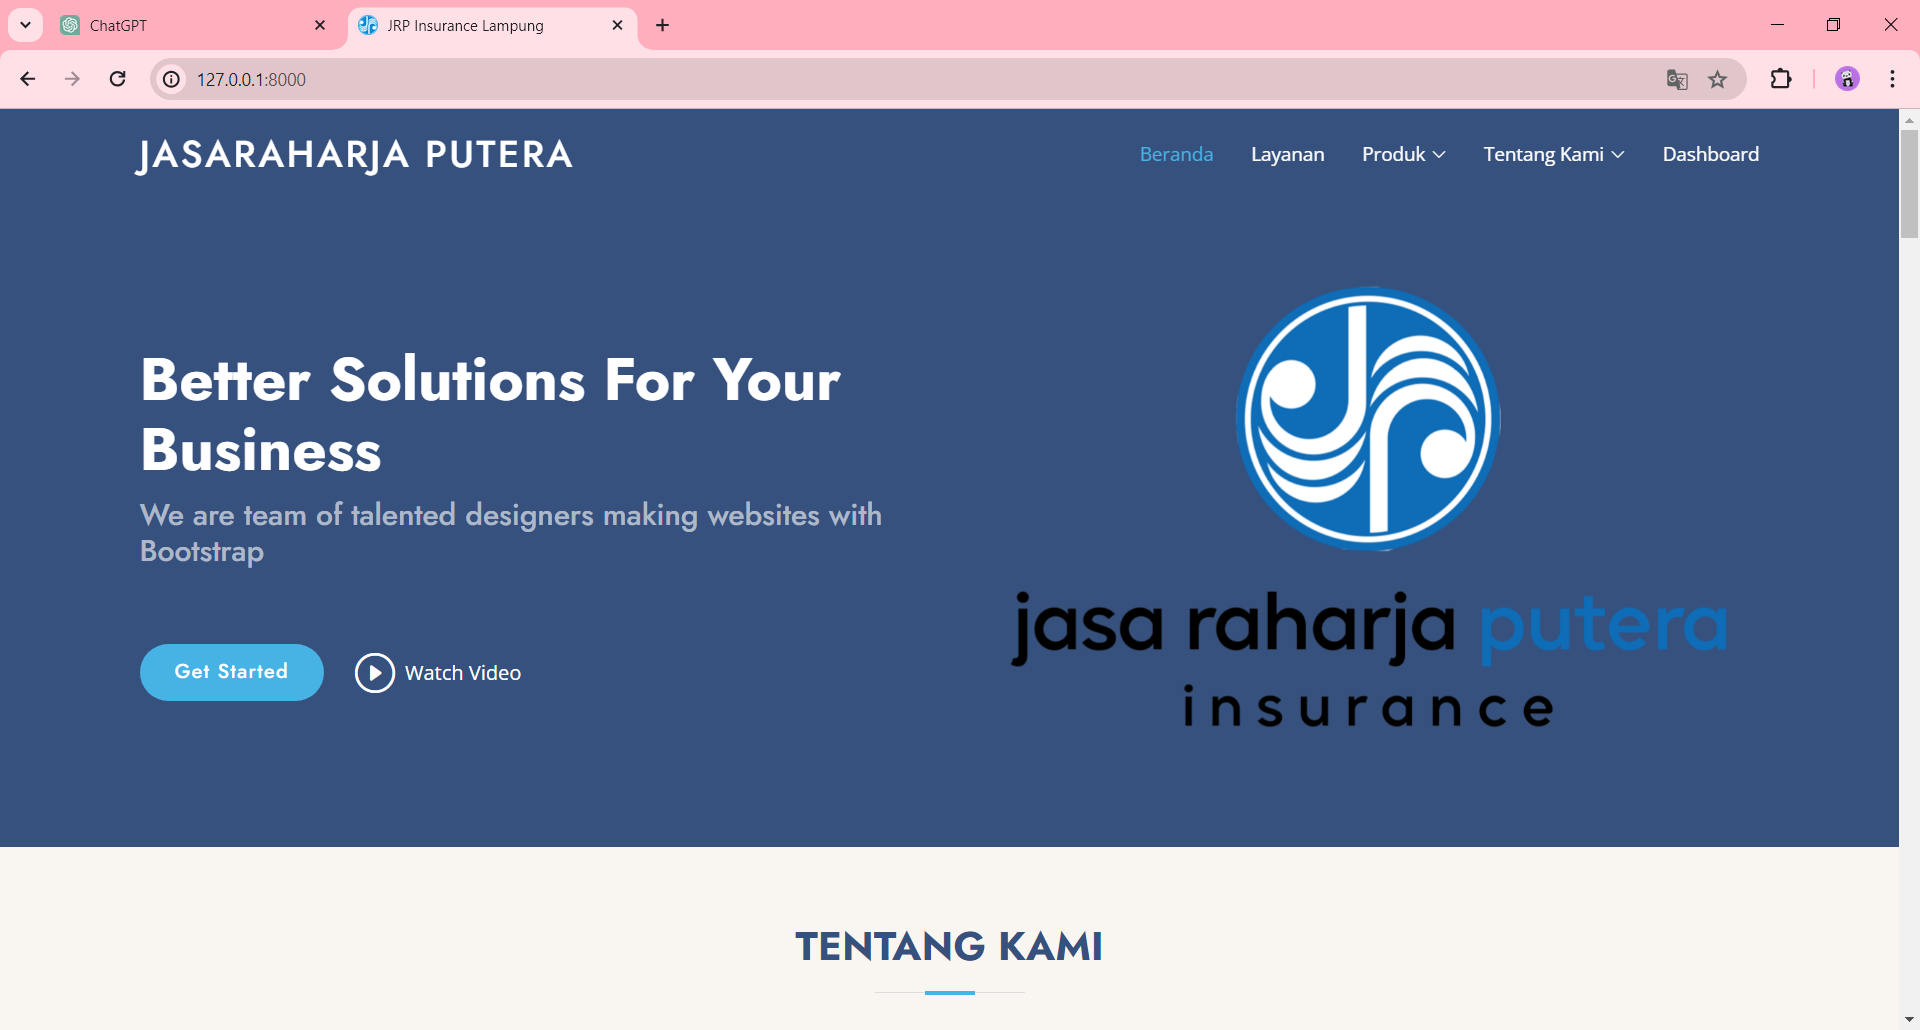 ChatGPT
JRP Insurance Lampung
127.0.0.1:8000
JASARAHARJA PUTERA
Beranda
Layanan
Produk
Tentang Kami
Dashboard
Better Solutions For Your
Business
We are team of talented designers making websites with
Bootstrap
Get Started
Watch Video
jasa raharja putera
insurance
TENTANG KAMI